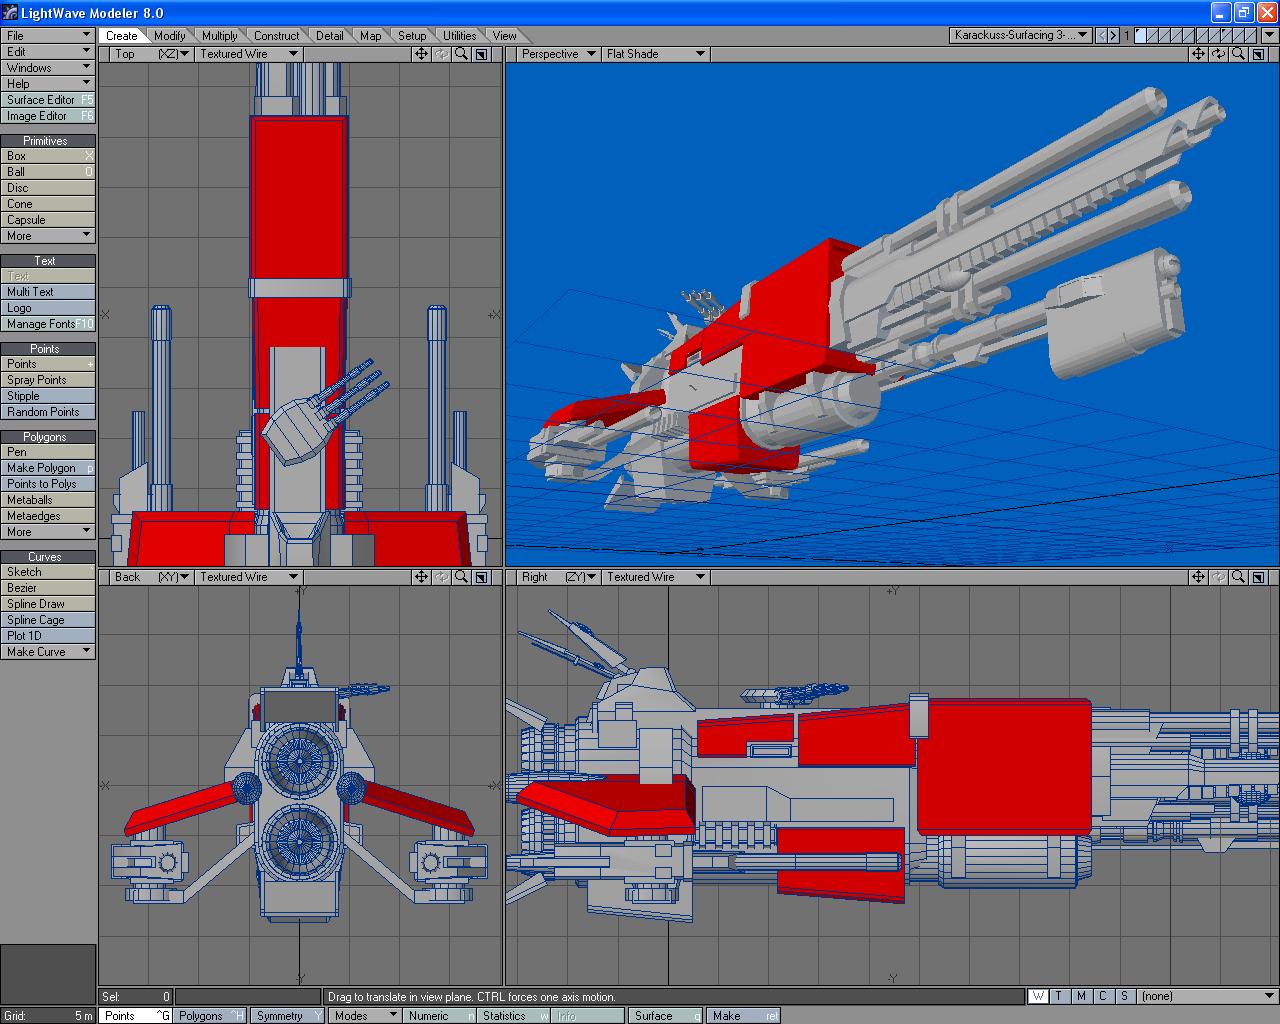 LightWave Modeler 8.0
File
Edit
Windows
Help
Surface Editor F5
Image Editor F6
Primitives
Box X
Ball O
Disc
Cone
Capsule
More
Text
Text
Multi Text
Logo
Manage Fonts F10
Points
Points +
Spray Points
Stipple
Random Points
Polygons
Pen
Make Polygon p
Points to Polys
Metaballs
Metaedges
More
Curves
Sketch
Bezier
Spline Draw
Spline Cage
Plot 1D
Make Curve
Create Modify Multiply Construct Detail Map Setup Utilities View
Karackuss-Surfacing 3-... 1
Top (XZ) Textured Wire
Perspective Flat Shade
X
X
Back (XY) Textured Wire
Right (ZY) Textured Wire
Y
Y
X
X
Y
Y
Sel: 0
Drag to translate in view plane. CTRL forces one axis motion.
W T M C S (none)
Grid: 5 m
Points ^G Polygons ^H Symmetry Y Modes Numeric n Statistics w Info i Surface q Make ret